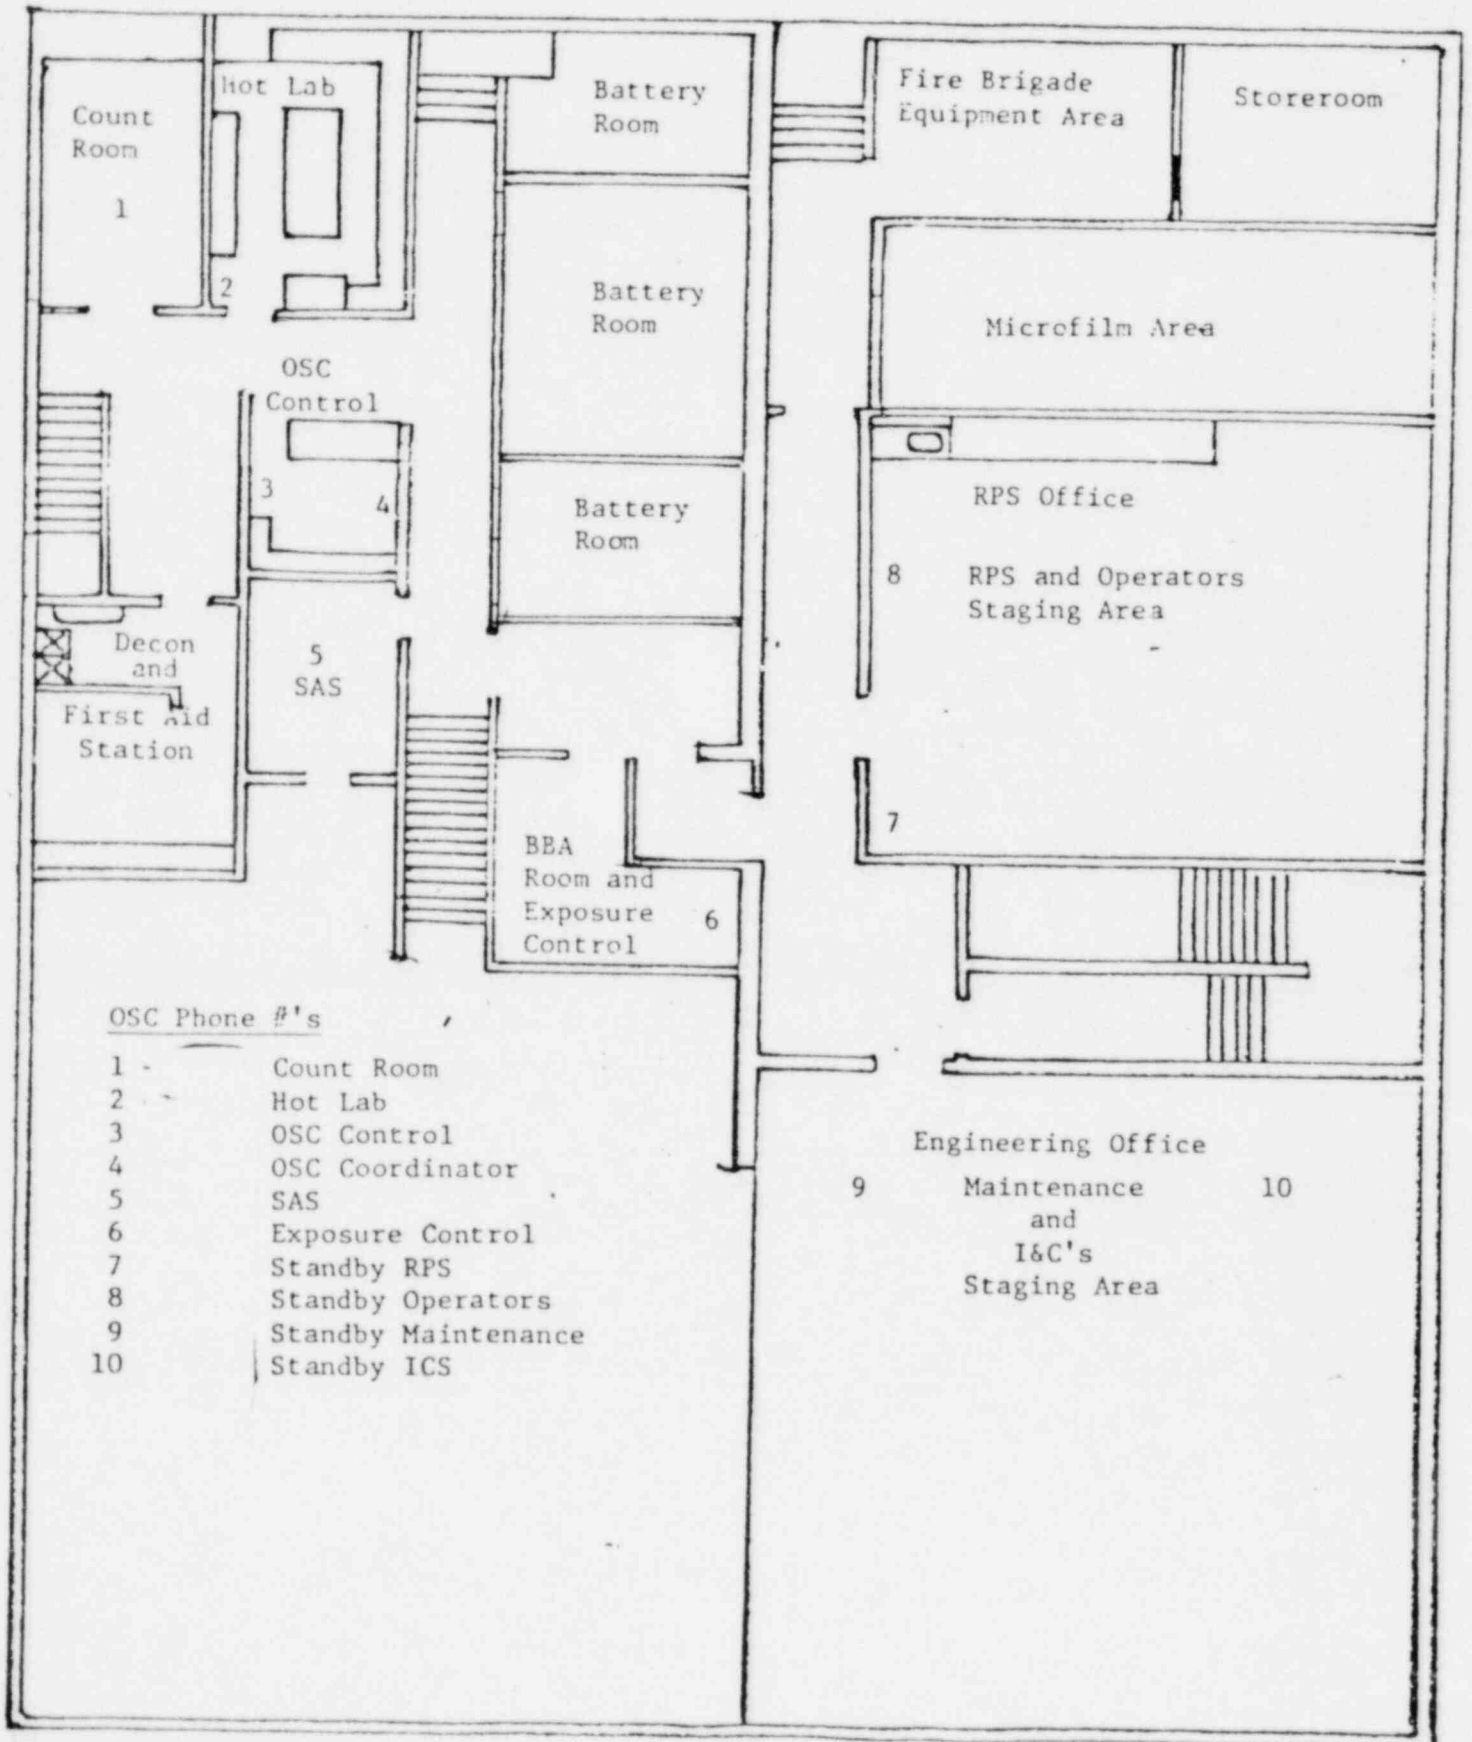 Count
Room
1
Hot Lab
2
Battery
Room
Fire Brigade
Equipment Area
Storeroom
Battery
Room
Microfilm Area
OSC
Control
3
4
Battery
Room
RPS Office
8 RPS and Operators
Staging Area
Decon
and
First Aid
Station
5
SAS
7
BBA
Room and
Exposure
Control
6
OSC Phone #'s
1 Count Room
2 Hot Lab
3 OSC Control
4 OSC Coordinator
5 SAS
6 Exposure Control
7 Standby RPS
8 Standby Operators
9 Standby Maintenance
10 Standby ICS
Engineering Office
9 Maintenance 10
and
I&C's
Staging Area